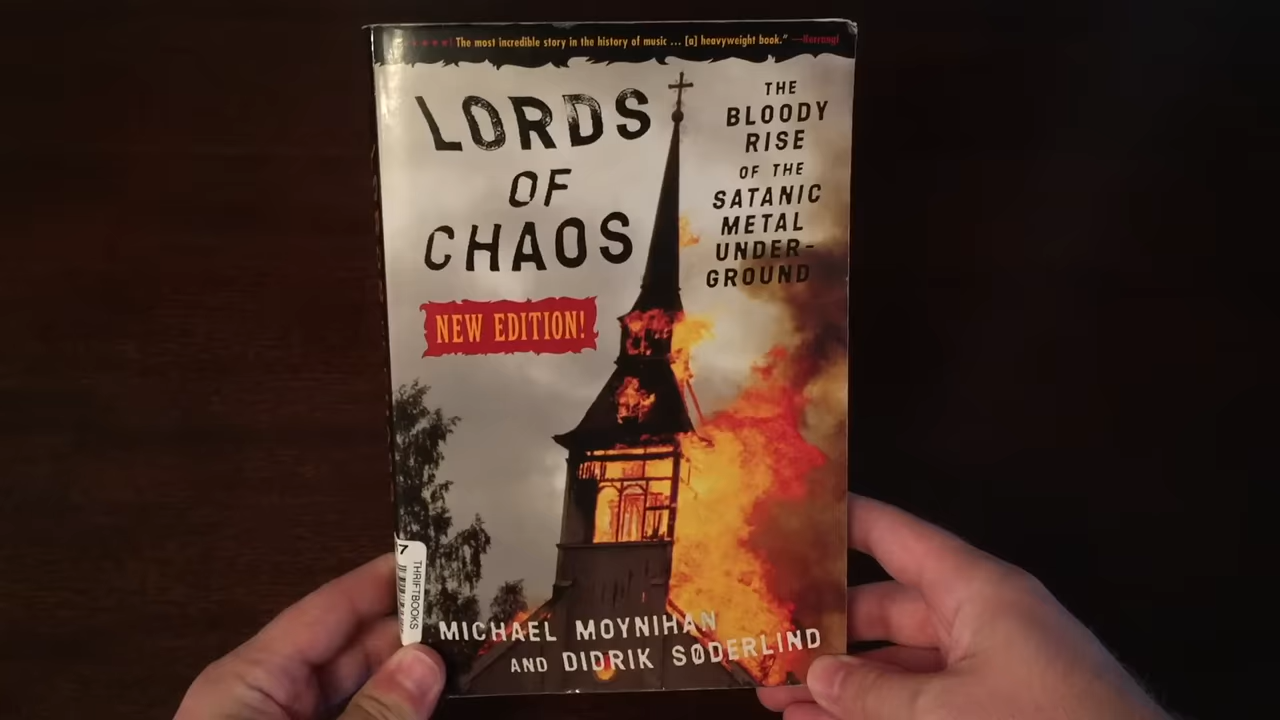 ★★★★! The most incredible story in the history of music ... [a] heavyweight book." —Kerrang!
LORDS
OF
CHAOS
THE
BLOODY
RISE
OF THE
SATANIC
METAL
UNDER-
GROUND
NEW EDITION!
7
THRIFTBOOKS
MICHAEL MOYNIHAN
AND DIDRIK SØDERLIND